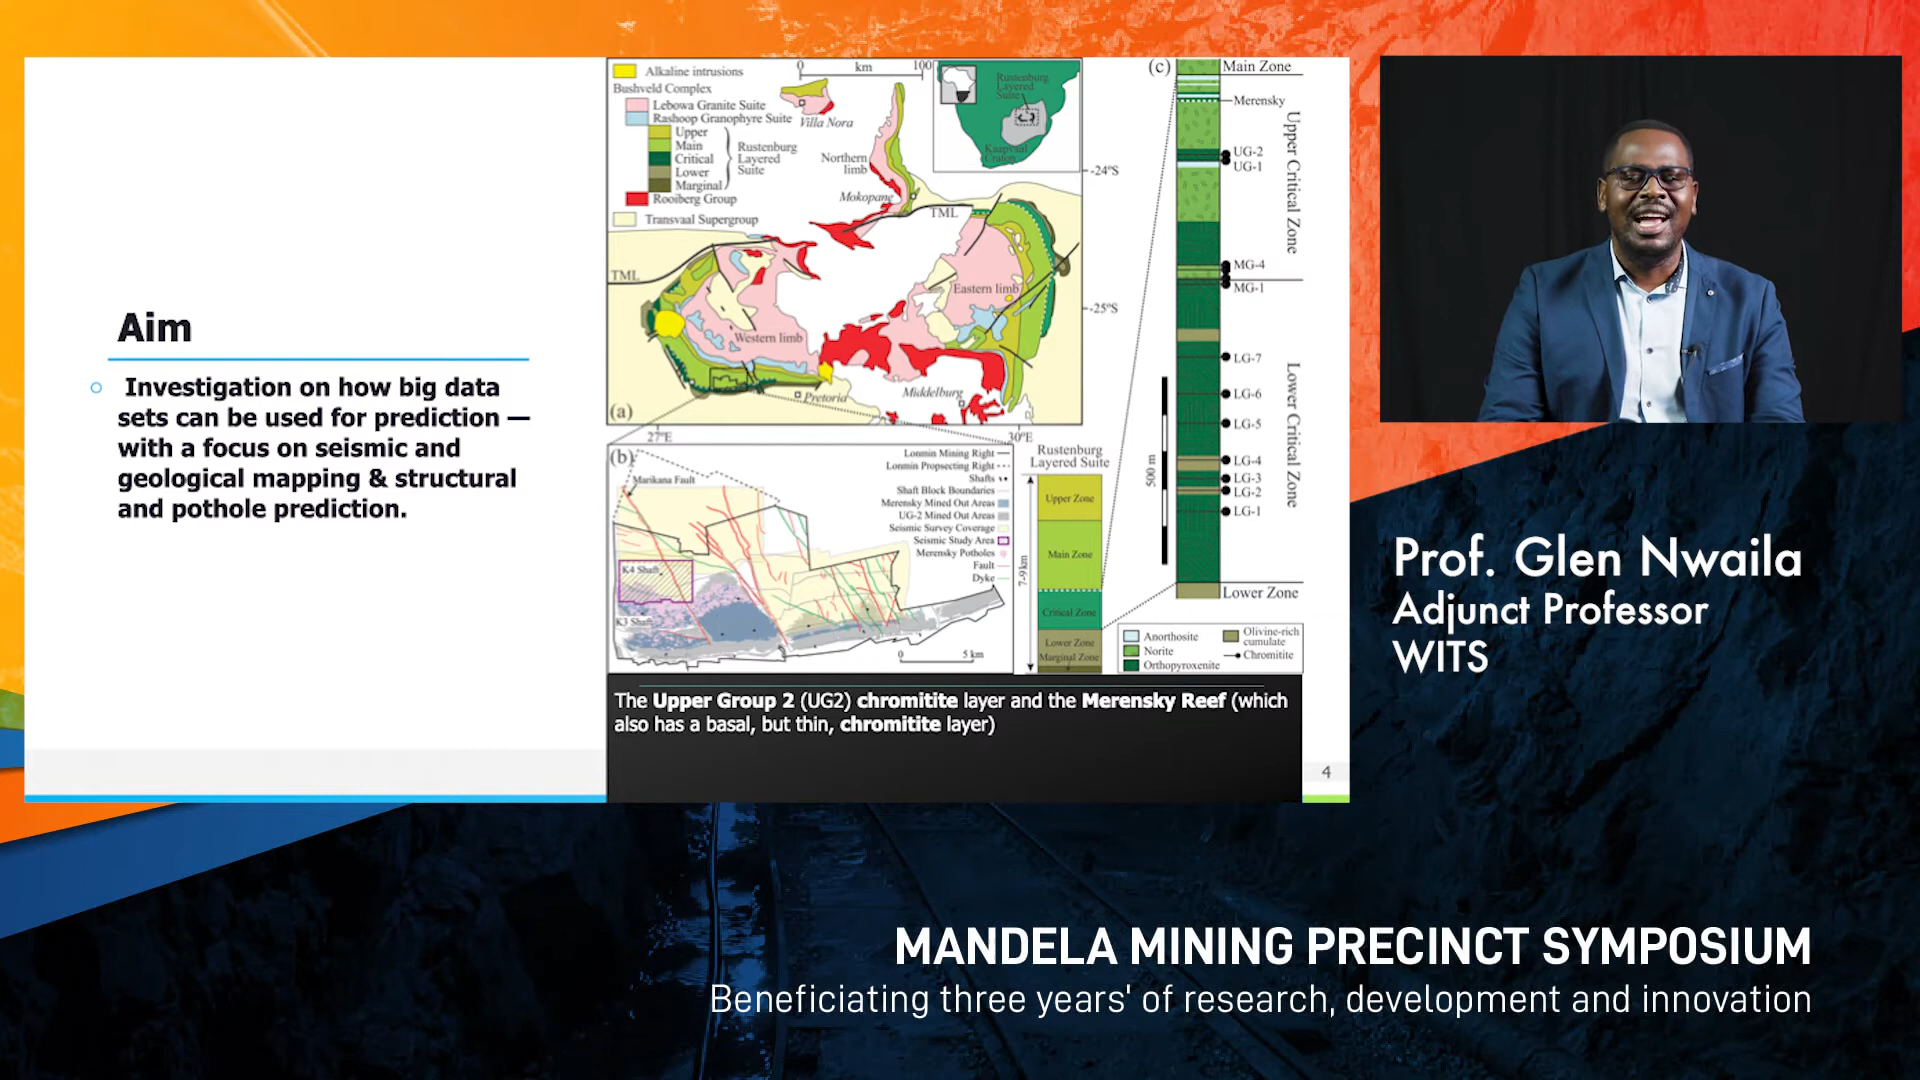 Aim
Investigation on how big data
sets can be used for prediction —
with a focus on seismic and
geological mapping & structural
and pothole prediction.
Alkaline intrusions
Bushveld Complex
Lebowa Granite Suite
Rashoop Granophyre Suite
Upper
Main
Critical
Lower
Marginal
Rustenburg
Layered
Suite
Rooiberg Group
Transvaal Supergroup
0 km 100
Villa Nora
Northern
limb
Mokopane
TML
TML
Rustenburg
Layered
Suite
Kaapvaal
Craton
-24°S
-25°S
Eastern limb
Western limb
Pretoria
Middelburg
(a)
27°E
30°E
(b)
Marikana Fault
K4 Shaft
K3 Shaft
Lonmin Mining Right
Lonmin Propsecting Right
Shafts
Shaft Block Boundaries
Merensky Mined Out Areas
UG-2 Mined Out Areas
Seismic Survey Coverage
Seismic Study Area
Merensky Potholes
Fault
Dyke
0 5 km
Rustenburg
Layered Suite
Upper Zone
Main Zone
Critical Zone
Lower Zone
Marginal Zone
7-9 km
(c)
Main Zone
Merensky
UG-2
UG-1
MG-4
MG-1
LG-7
LG-6
LG-5
LG-4
LG-3
LG-2
LG-1
Lower Zone
Upper Critical Zone
Lower Critical Zone
500 m
Anorthosite
Norite
Orthopyroxenite
Olivine-rich
cumulate
Chromitite
The Upper Group 2 (UG2) chromitite layer and the Merensky Reef (which
also has a basal, but thin, chromitite layer)
4
Prof. Glen Nwaila
Adjunct Professor
WITS
MANDELA MINING PRECINCT SYMPOSIUM
Beneficiating three years' of research, development and innovation